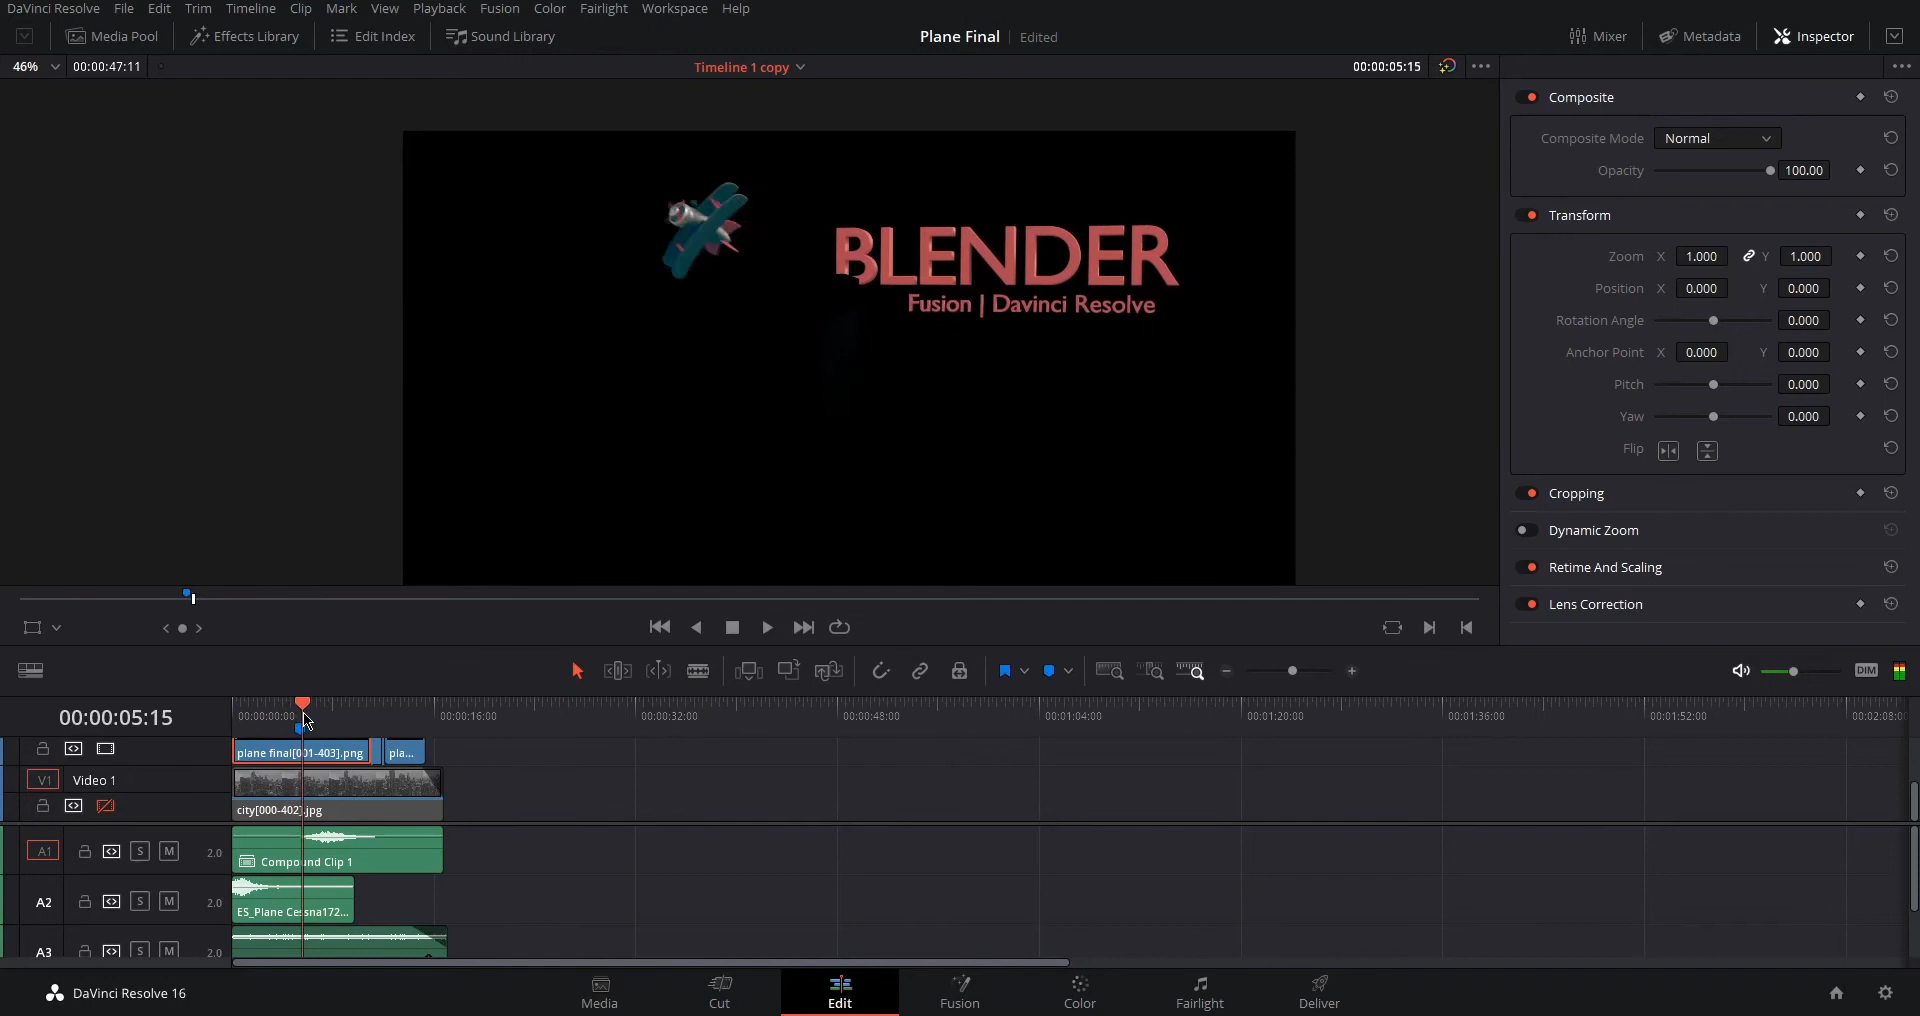 DaVinci Resolve File Edit Trim Timeline Clip Mark View Playback Fusion Color Fairlight Workspace Help
Media Pool Effects Library Edit Index Sound Library Plane Final Edited Mixer Metadata Inspector
46% 00:00:47:11 Timeline 1 copy 00:00:05:15
Composite
Composite Mode Normal
Opacity 100.00
Transform
Zoom X 1.000 Y 1.000
Position X 0.000 Y 0.000
Rotation Angle 0.000
Anchor Point X 0.000 Y 0.000
Pitch 0.000
Yaw 0.000
Flip
Cropping
Dynamic Zoom
Retime And Scaling
Lens Correction
BLENDER
Fusion | Davinci Resolve
DIM
00:00:05:15 00:00:00:00 00:00:16:00 00:00:32:00 00:00:48:00 00:01:04:00 00:01:20:00 00:01:36:00 00:01:52:00 00:02:08:
plane final[001-403].png pla...
V1 Video 1
city[000-402].jpg
A1 S M 2.0
Compound Clip 1
A2 S M 2.0
ES_Plane Cessna172...
A3 S M 2.0
DaVinci Resolve 16 Media Cut Edit Fusion Color Fairlight Deliver